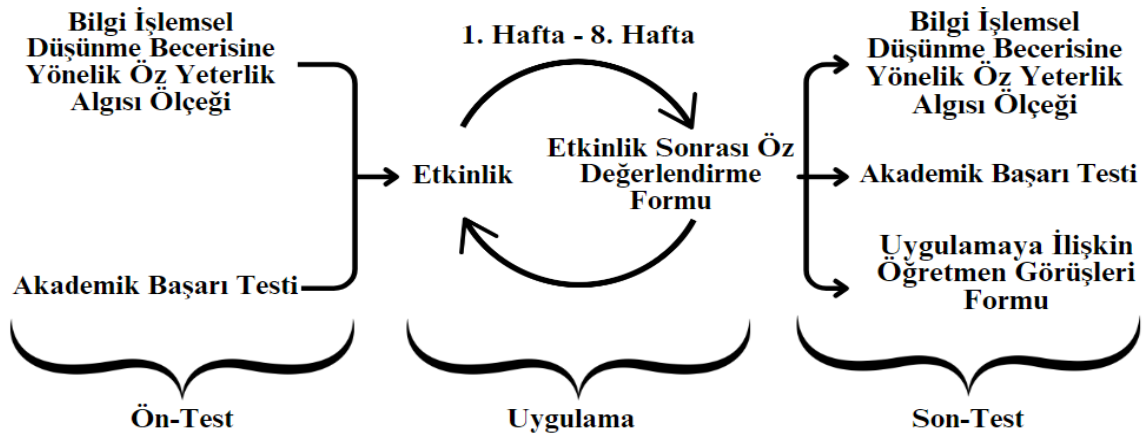 Bilgi İşlemsel
Düşünme Becerisine
Yönelik Öz Yeterlik
Algısı Ölçeği
Akademik Başarı Testi
Ön-Test
1. Hafta - 8. Hafta
Etkinlik
Etkinlik Sonrası Öz
Değerlendirme
Formu
Uygulama
Bilgi İşlemsel
Düşünme Becerisine
Yönelik Öz Yeterlik
Algısı Ölçeği
Akademik Başarı Testi
Uygulamaya İlişkin
Öğretmen Görüşleri
Formu
Son-Test